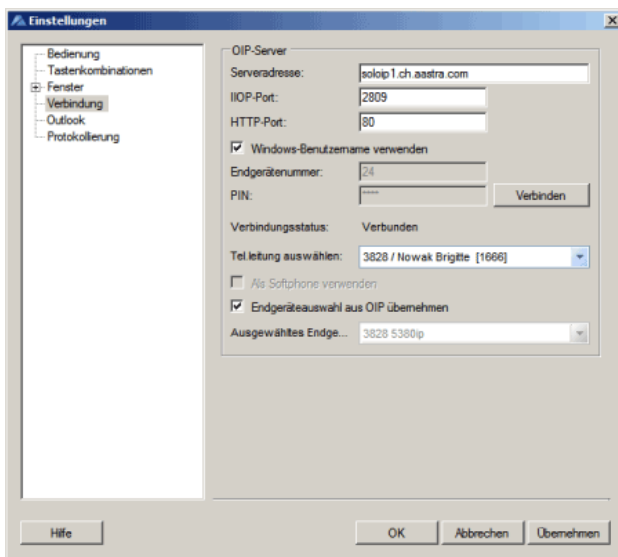 Einstellungen
Bedienung
Tastenkombinationen
Fenster
Verbindung
Outlook
Protokollierung
OIP-Server
Serveradresse: soloip1.ch.aastra.com
IIOP-Port: 2809
HTTP-Port: 80
Windows-Benutzername verwenden
Endgerätenummer: 24
PIN: **** Verbinden
Verbindungsstatus: Verbunden
Tel.leitung auswählen: 3828 / Nowak Brigitte [1666]
Als Softphone verwenden
Endgeräteauswahl aus OIP übernehmen
Ausgewähltes Endge... 3828 5380ip
Hilfe OK Abbrechen Übernehmen